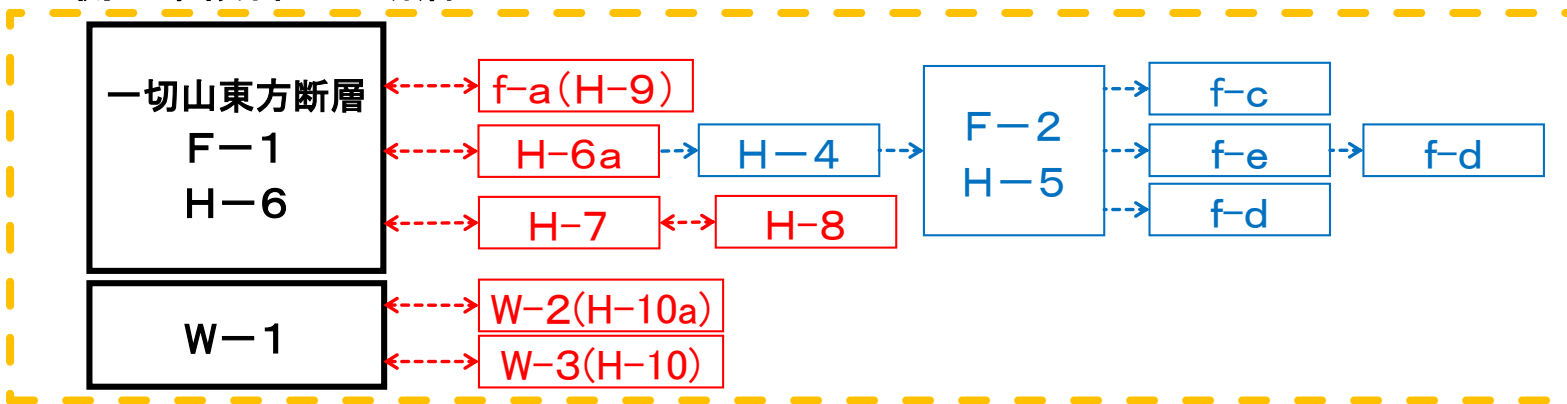 一切山東方断層
F－1
H－6
f-a(H-9)
H-6a
H－4
F－2
H－5
f-c
f-e
f-d
f-d
H-7
H-8
W－1
W-2(H-10a)
W-3(H-10)